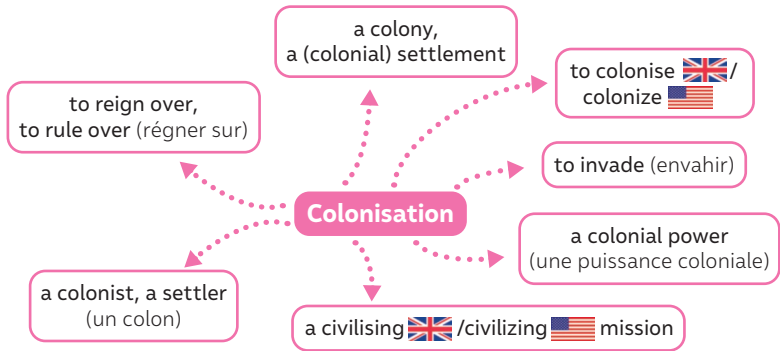 a colony,
a (colonial) settlement
to colonise /
colonize
to reign over,
to rule over (régner sur)
to invade (envahir)
Colonisation
a colonial power
(une puissance coloniale)
a colonist, a settler
(un colon)
a civilising /civilizing mission